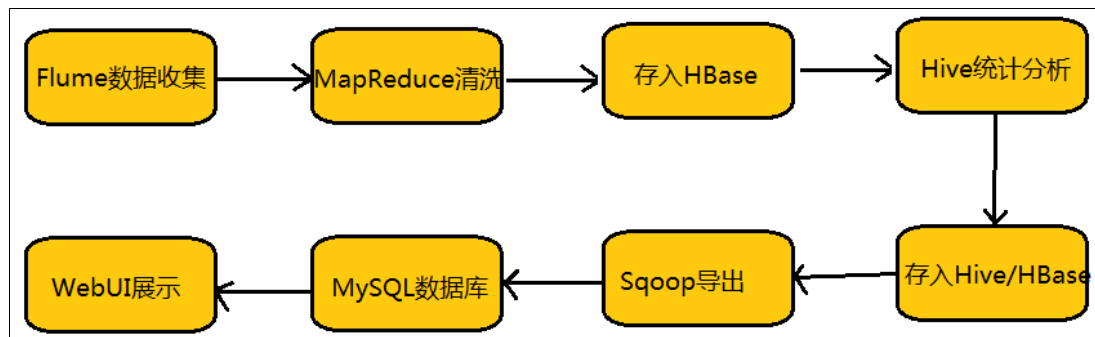 Flume数据收集
MapReduce清洗
存入HBase
Hive统计分析
存入Hive/HBase
Sqoop导出
MySQL数据库
WebUI展示